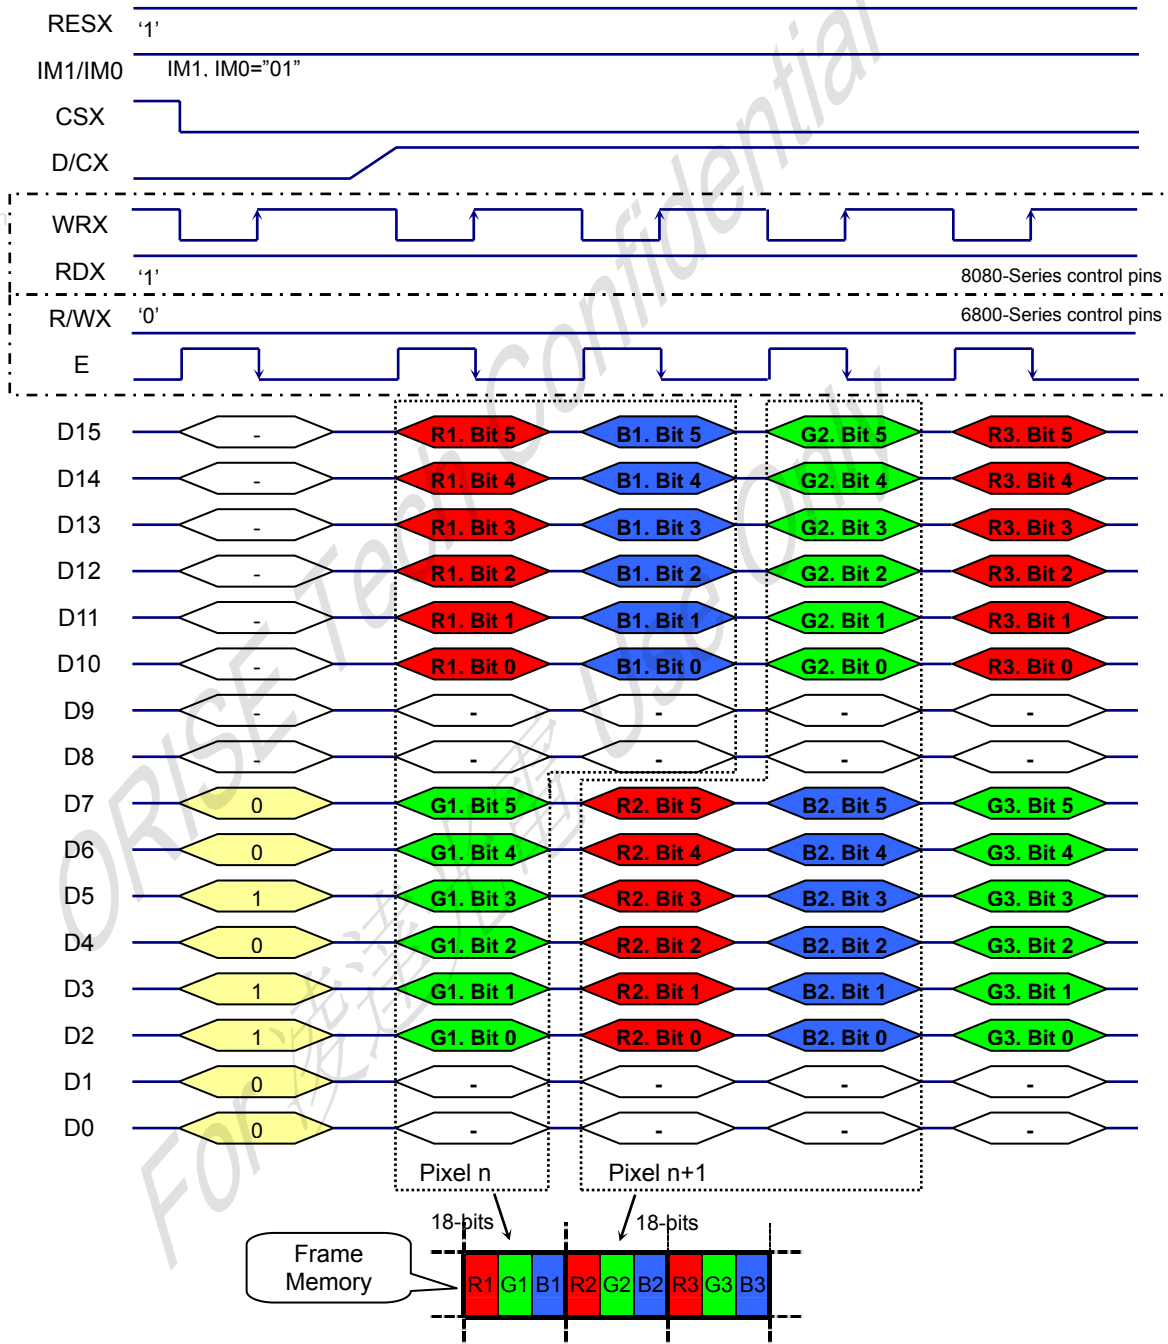 RESX '1'
IM1/IM0 IM1, IM0="01"
CSX
D/CX
WRX
RDX '1' 8080-Series control pins
R/WX '0' 6800-Series control pins
E
D15 - R1. Bit 5 B1. Bit 5 G2. Bit 5 R3. Bit 5
D14 - R1. Bit 4 B1. Bit 4 G2. Bit 4 R3. Bit 4
D13 - R1. Bit 3 B1. Bit 3 G2. Bit 3 R3. Bit 3
D12 - R1. Bit 2 B1. Bit 2 G2. Bit 2 R3. Bit 2
D11 - R1. Bit 1 B1. Bit 1 G2. Bit 1 R3. Bit 1
D10 - R1. Bit 0 B1. Bit 0 G2. Bit 0 R3. Bit 0
D9 - - - - -
D8 - - - - -
D7 0 G1. Bit 5 R2. Bit 5 B2. Bit 5 G3. Bit 5
D6 0 G1. Bit 4 R2. Bit 4 B2. Bit 4 G3. Bit 4
D5 1 G1. Bit 3 R2. Bit 3 B2. Bit 3 G3. Bit 3
D4 0 G1. Bit 2 R2. Bit 2 B2. Bit 2 G3. Bit 2
D3 1 G1. Bit 1 R2. Bit 1 B2. Bit 1 G3. Bit 1
D2 1 G1. Bit 0 R2. Bit 0 B2. Bit 0 G3. Bit 0
D1 0 - - - -
D0 0 - - - -
Pixel n Pixel n+1
18-bits 18-bits
Frame
Memory
R1 G1 B1 R2 G2 B2 R3 G3 B3
ORISE Tech Confidential
For 凌達光電 Use Only